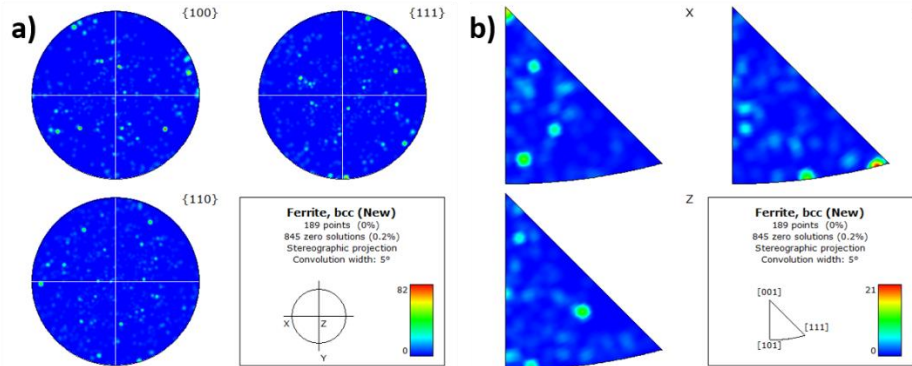 a)
{100}
{111}
{110}
Ferrite, bcc (New)
189 points (0%)
845 zero solutions (0.2%)
Stereographic projection
Convolution width: 5°
X
Z
Y
82
0
b)
X
Z
Ferrite, bcc (New)
189 points (0%)
845 zero solutions (0.2%)
Stereographic projection
Convolution width: 5°
[001]
[111]
[101]
21
0